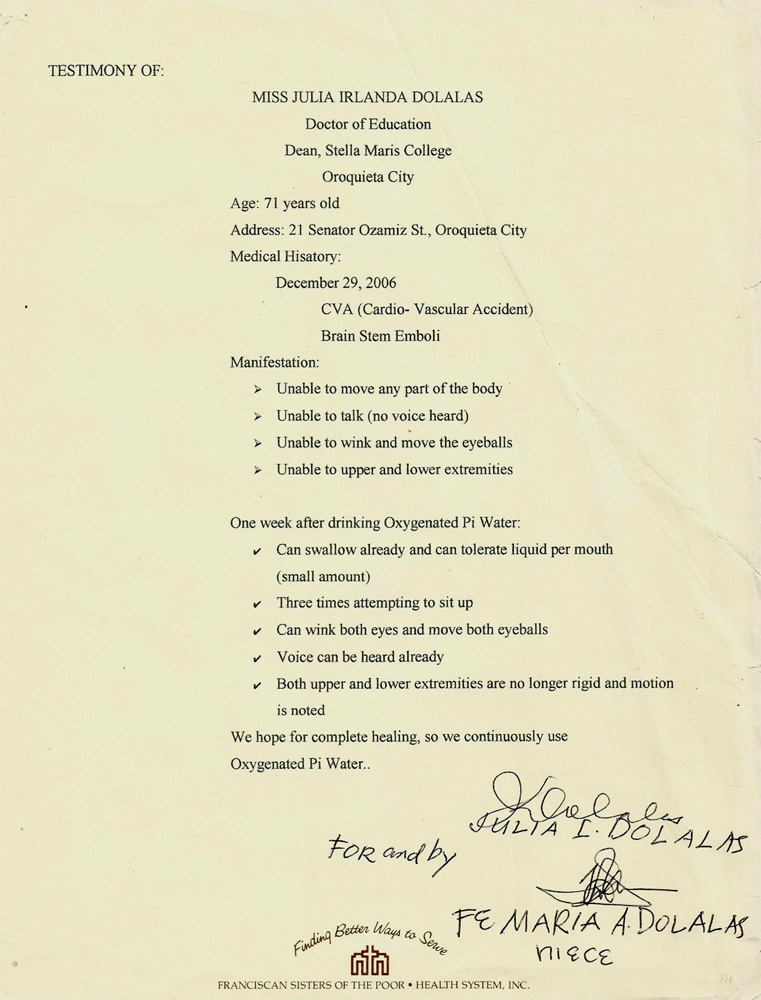 TESTIMONY OF:
MISS JULIA IRLANDA DOLALAS
Doctor of Education
Dean, Stella Maris College
Oroquieta City
Age: 71 years old
Address: 21 Senator Ozamiz St., Oroquieta City
Medical Hisatory:
December 29, 2006
CVA (Cardio- Vascular Accident)
Brain Stem Emboli
Manifestation:
➢ Unable to move any part of the body
➢ Unable to talk (no voice heard)
➢ Unable to wink and move the eyeballs
➢ Unable to upper and lower extremities
One week after drinking Oxygenated Pi Water:
✔ Can swallow already and can tolerate liquid per mouth
(small amount)
✔ Three times attempting to sit up
✔ Can wink both eyes and move both eyeballs
✔ Voice can be heard already
✔ Both upper and lower extremities are no longer rigid and motion
is noted
We hope for complete healing, so we continuously use
Oxygenated Pi Water..
JULIA I. DOLALAS
FOR and by
FE MARIA A. DOLALAS
NIECE
Finding Better Ways to Serve
FRANCISCAN SISTERS OF THE POOR • HEALTH SYSTEM, INC.